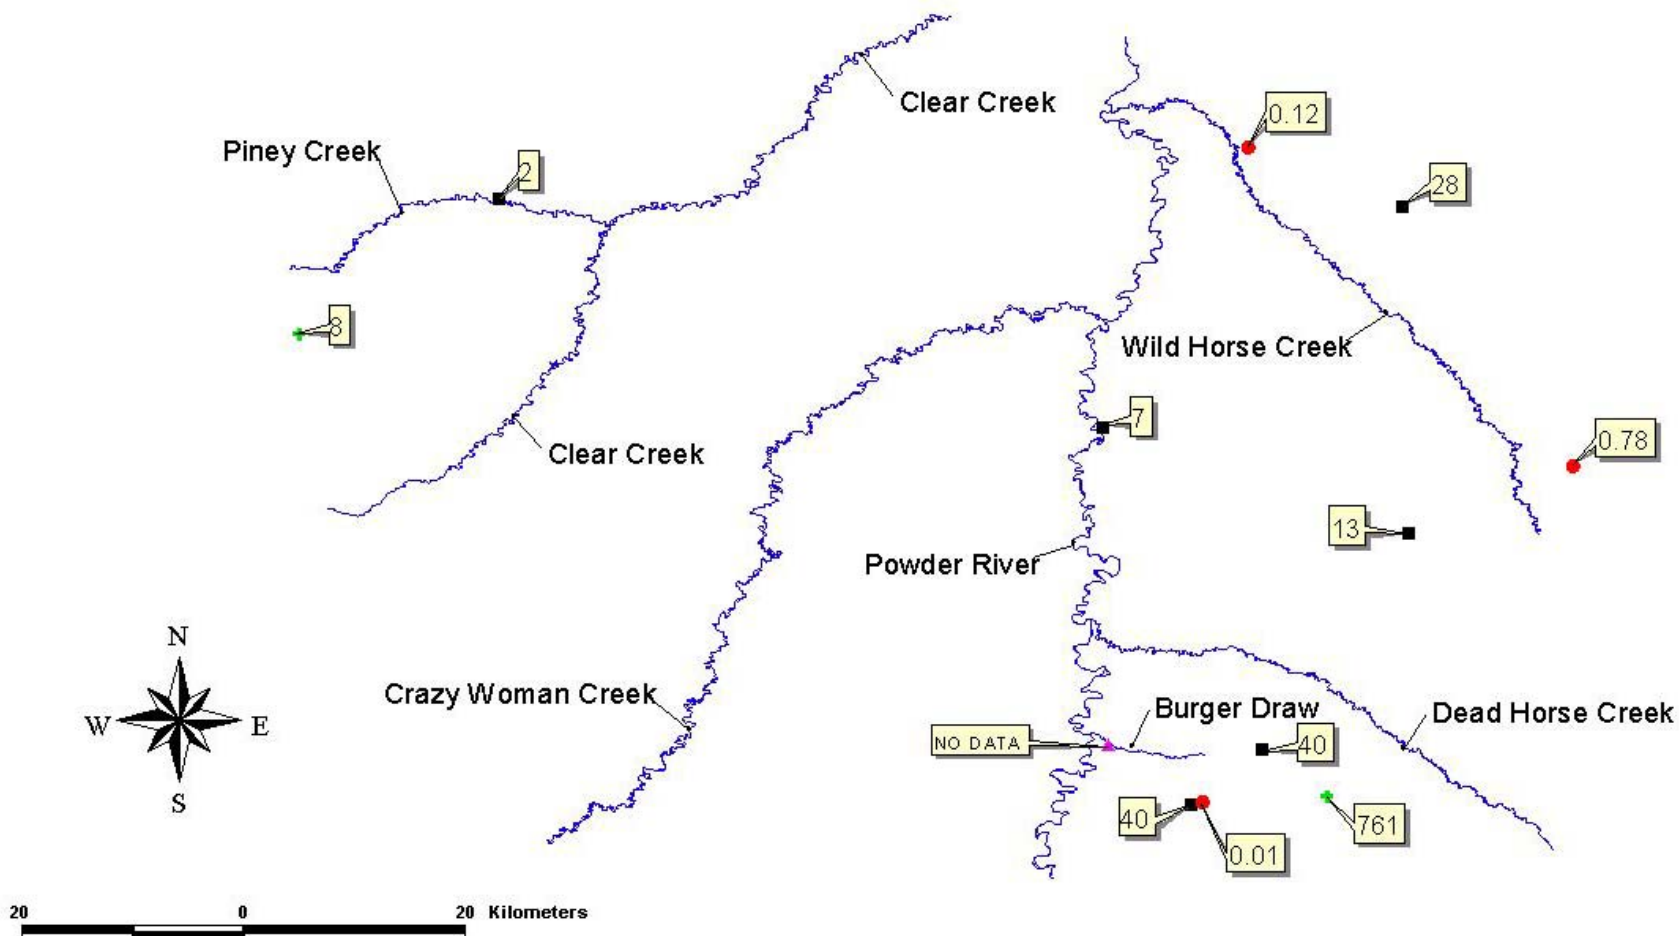 Clear Creek
0.12
Piney Creek
2
28
8
Wild Horse Creek
7
0.78
Clear Creek
13
Powder River
N
Crazy Woman Creek
W
E
Burger Draw
Dead Horse Creek
NO DATA
40
S
40
761
0.01
20 0 20 Kilometers